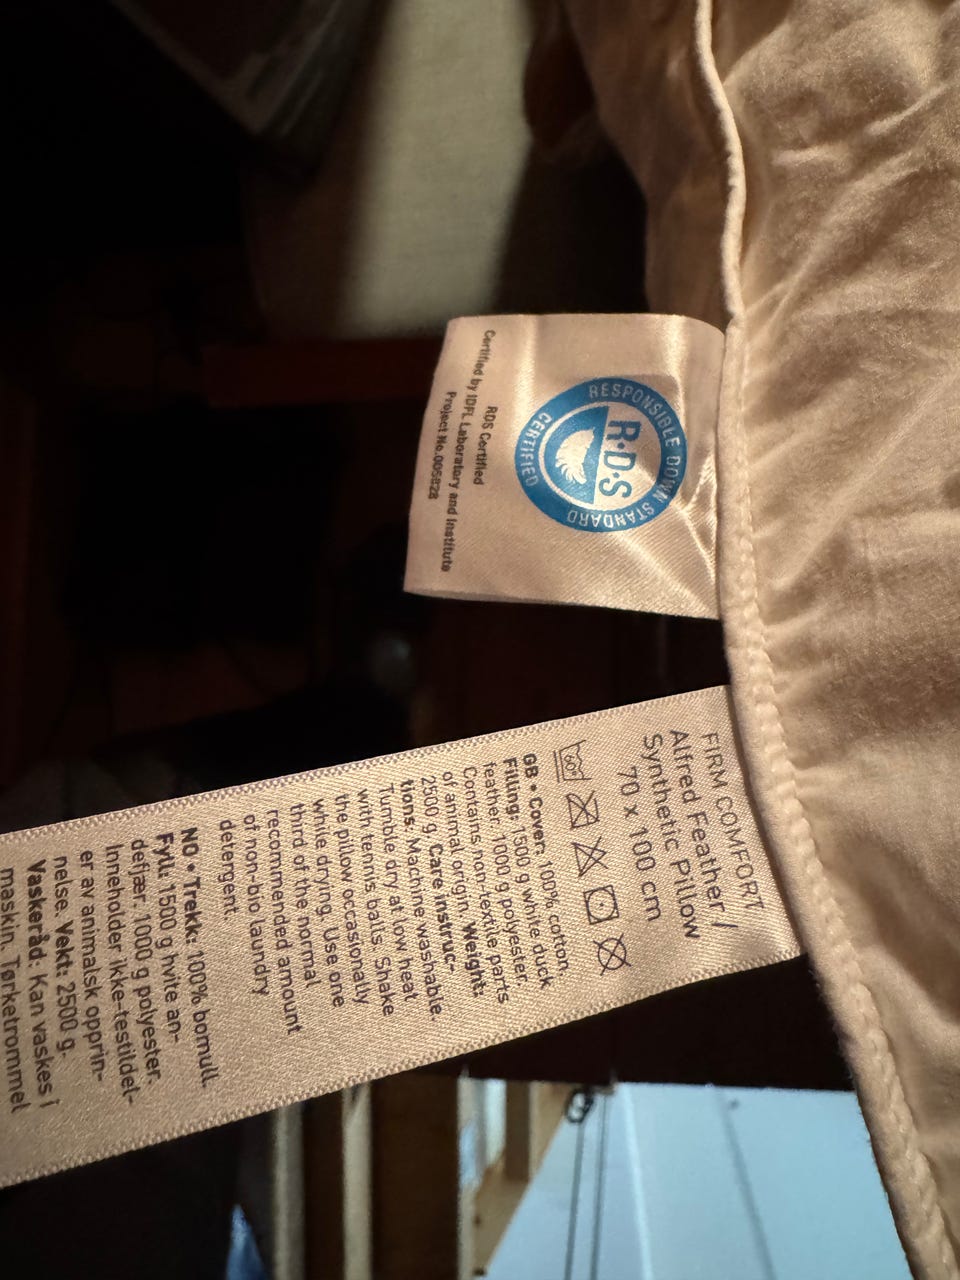 RESPONSIBLE DOWN STANDARD
R·D·S
CERTIFIED
RDS Certified
Certified by IDFL Laboratory and Institute
Project No.005828
FIRM COMFORT
Alfred Feather/
Synthetic Pillow
70 x 100 cm
60
GB • Cover: 100% cotton.
Filling: 1500 g white duck
feather. 1000 g polyester.
Contains non-textile parts
of animal origin. Weight:
2500 g. Care instruc-
tions: Machine washable.
Tumble dry at low heat
with tennis balls. Shake
the pillow occasionally
while drying. Use one
third of the normal
recommended amount
of non-bio laundry
detergent.
NO • Trekk: 100% bomull.
Fyll: 1500 g hvite an-
defjær. 1000 g polyester.
Inneholder ikke-testildel-
er av animalsk opprin-
nelse. Vekt: 2500 g.
Vaskeråd: Kan vaskes i
maskin. Tørketrommel